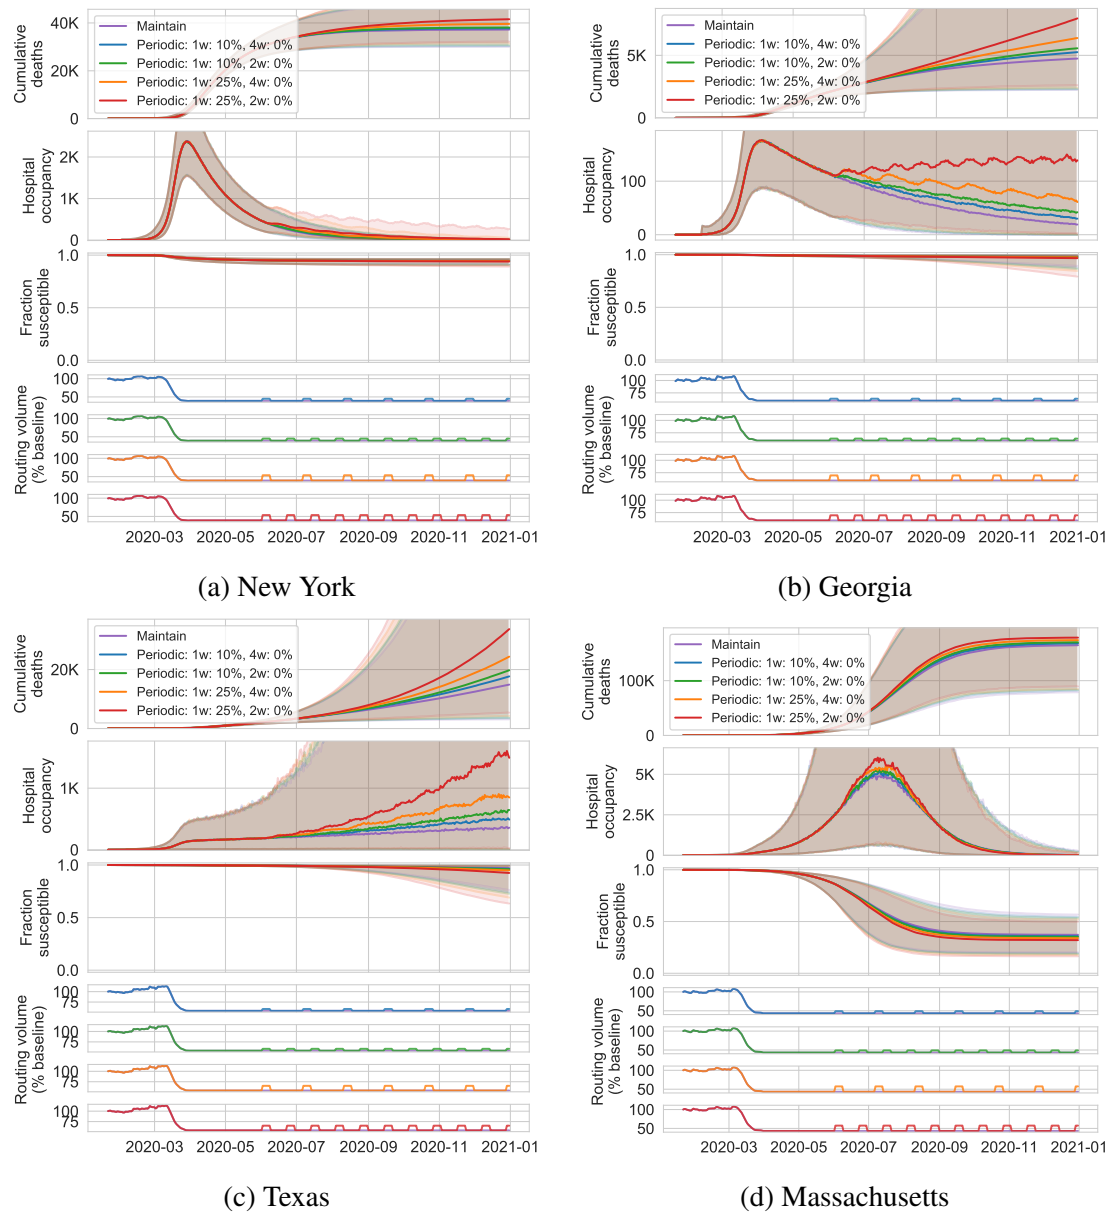 40K
20K
0
Cumulative
deaths
Maintain
Periodic: 1w: 10%, 4w: 0%
Periodic: 1w: 10%, 2w: 0%
Periodic: 1w: 25%, 4w: 0%
Periodic: 1w: 25%, 2w: 0%
2K
1K
0
Hospital
occupancy
1.0
0.5
0.0
Fraction
susceptible
100
50
100
50
100
50
100
50
Routing volume
(% baseline)
2020-03 2020-05 2020-07 2020-09 2020-11 2021-01
(a) New York
5K
0
Cumulative
deaths
Maintain
Periodic: 1w: 10%, 4w: 0%
Periodic: 1w: 10%, 2w: 0%
Periodic: 1w: 25%, 4w: 0%
Periodic: 1w: 25%, 2w: 0%
100
0
Hospital
occupancy
1.0
0.5
0.0
Fraction
susceptible
100
75
100
75
100
75
100
75
Routing volume
(% baseline)
2020-03 2020-05 2020-07 2020-09 2020-11 2021-01
(b) Georgia
20K
0
Cumulative
deaths
Maintain
Periodic: 1w: 10%, 4w: 0%
Periodic: 1w: 10%, 2w: 0%
Periodic: 1w: 25%, 4w: 0%
Periodic: 1w: 25%, 2w: 0%
1K
0
Hospital
occupancy
1.0
0.5
0.0
Fraction
susceptible
100
75
100
75
100
75
100
75
Routing volume
(% baseline)
2020-03 2020-05 2020-07 2020-09 2020-11 2021-01
(c) Texas
100K
0
Cumulative
deaths
Maintain
Periodic: 1w: 10%, 4w: 0%
Periodic: 1w: 10%, 2w: 0%
Periodic: 1w: 25%, 4w: 0%
Periodic: 1w: 25%, 2w: 0%
5K
2.5K
0
Hospital
occupancy
1.0
0.5
0.0
Fraction
susceptible
100
50
100
50
100
50
100
50
Routing volume
(% baseline)
2020-03 2020-05 2020-07 2020-09 2020-11 2021-01
(d) Massachusetts